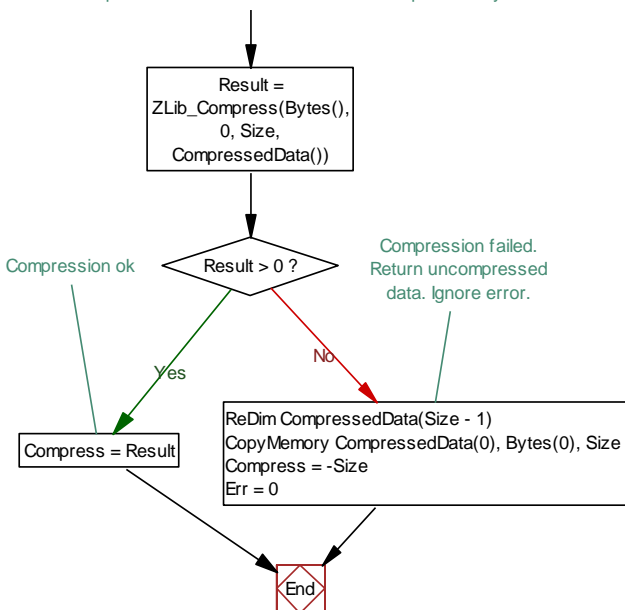 Result =
ZLib_Compress(Bytes(),
0, Size,
CompressedData())
Compression failed.
Return uncompressed
data. Ignore error.
Compression ok
Result > 0 ?
Yes
No
ReDim CompressedData(Size - 1)
CopyMemory CompressedData(0), Bytes(0), Size
Compress = -Size
Err = 0
Compress = Result
End